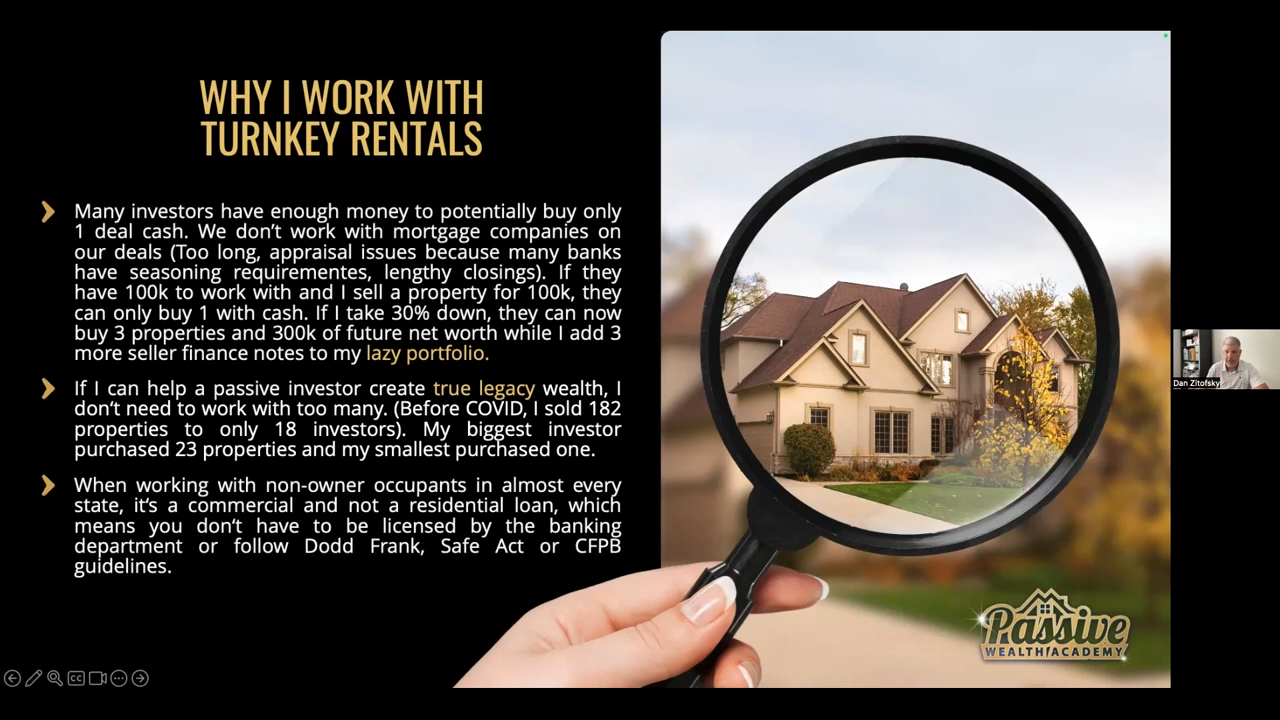 WHY I WORK WITH
TURNKEY RENTALS
Many investors have enough money to potentially buy only
1 deal cash. We don't work with mortgage companies on
our deals (Too long, appraisal issues because many banks
have seasoning requirementes, lengthy closings). If they
have 100k to work with and I sell a property for 100k, they
can only buy 1 with cash. If I take 30% down, they can now
buy 3 properties and 300k of future net worth while I add 3
more seller finance notes to my lazy portfolio.
If I can help a passive investor create true legacy wealth, I
don't need to work with too many. (Before COVID, I sold 182
properties to only 18 investors). My biggest investor
purchased 23 properties and my smallest purchased one.
When working with non-owner occupants in almost every
state, it's a commercial and not a residential loan, which
means you don't have to be licensed by the banking
department or follow Dodd Frank, Safe Act or CFPB
guidelines.
Passive
WEALTH ACADEMY
Dan Zitofsky
CC